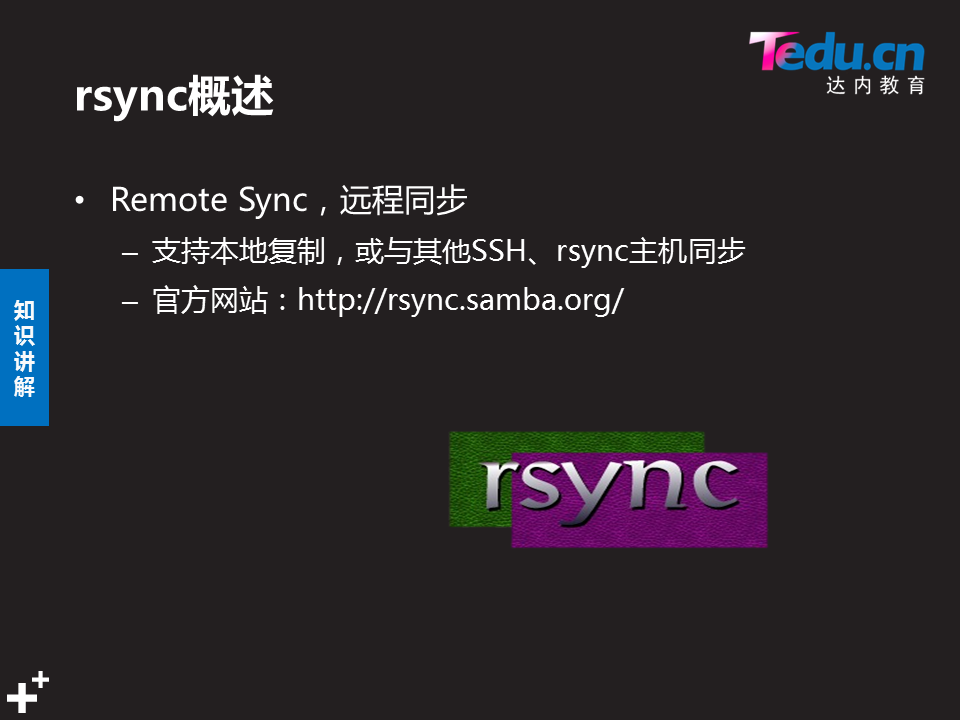 Tedu.cn
达内教育
rsync概述
• Remote Sync，远程同步
– 支持本地复制，或与其他SSH、rsync主机同步
– 官方网站：http://rsync.samba.org/
知识讲解
rsync